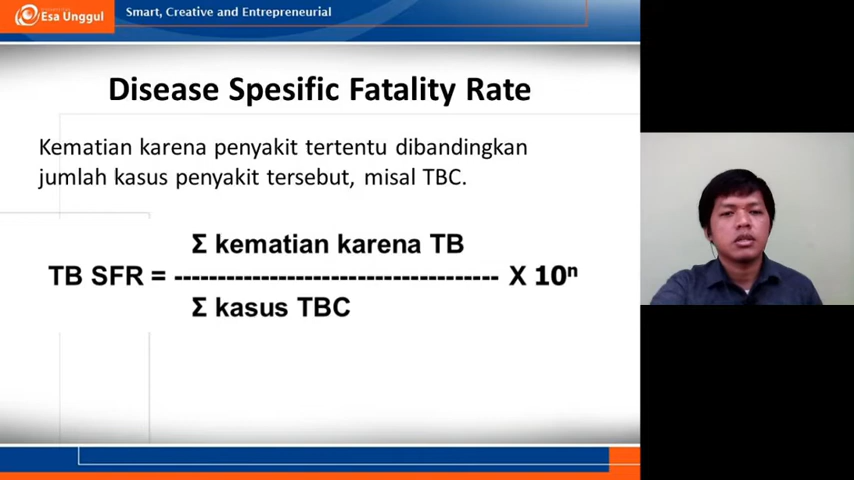 Esa Unggul
Smart, Creative and Entrepreneurial
Disease Spesific Fatality Rate
Kematian karena penyakit tertentu dibandingkan
jumlah kasus penyakit tersebut, misal TBC.
Σ kematian karena TB
TB SFR = -------------------------------------- X 10ⁿ
Σ kasus TBC